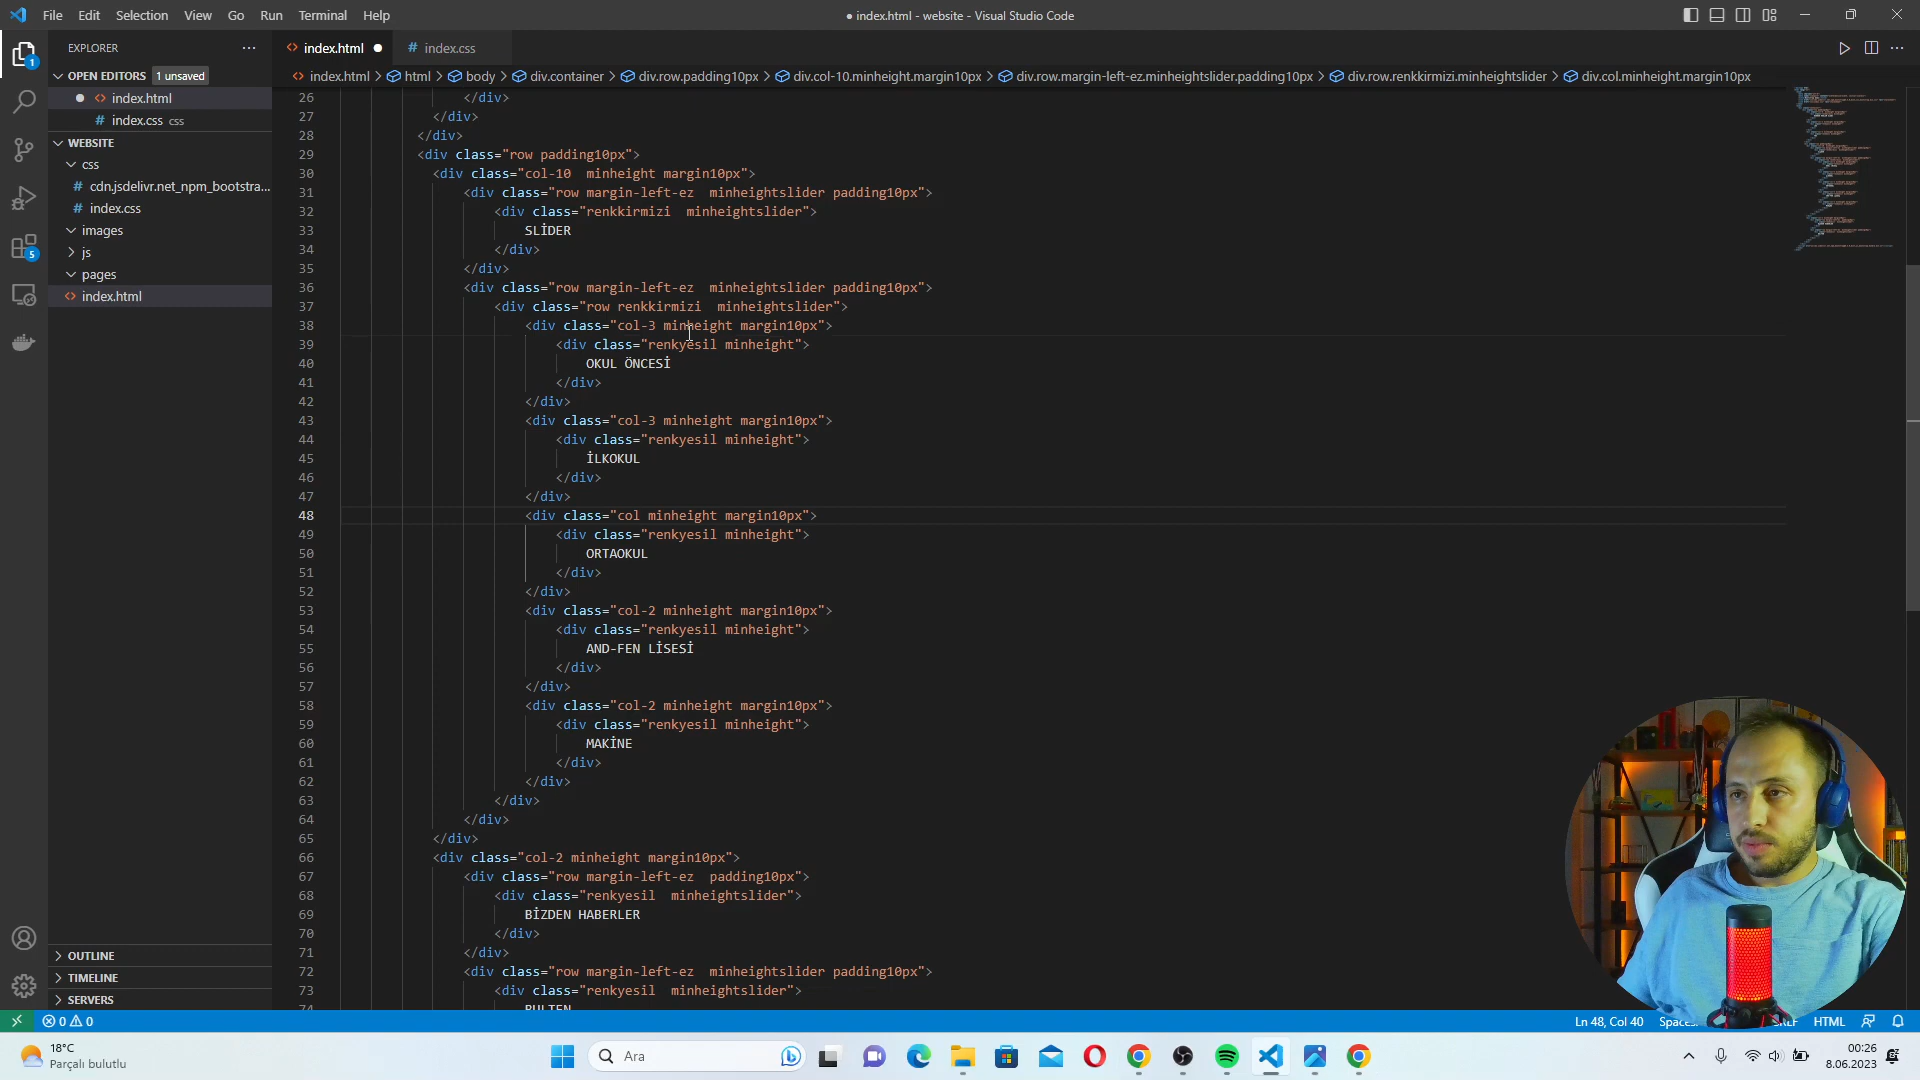 File Edit Selection View Go Run Terminal Help
● index.html - website - Visual Studio Code
EXPLORER
index.html
# index.css
1
OPEN EDITORS 1 unsaved
index.html > html > body > div.container > div.row.padding10px > div.col-10.minheight.margin10px > div.row.margin-left-ez.minheightslider.padding10px > div.row.renkkirmizi.minheightslider > div.col.minheight.margin10px
index.html
# index.css css
WEBSITE
css
# cdn.jsdelivr.net_npm_bootstra...
# index.css
images
js
pages
index.html
5
26 </div>
27 </div>
28 </div>
29 <div class="row padding10px">
30 <div class="col-10  minheight margin10px">
31 <div class="row margin-left-ez  minheightslider padding10px">
32 <div class="renkkirmizi  minheightslider">
33 SLİDER
34 </div>
35 </div>
36 <div class="row margin-left-ez  minheightslider padding10px">
37 <div class="row renkkirmizi  minheightslider">
38 <div class="col-3 minheight margin10px">
39 <div class="renkyesil minheight">
40 OKUL ÖNCESİ
41 </div>
42 </div>
43 <div class="col-3 minheight margin10px">
44 <div class="renkyesil minheight">
45 İLKOKUL
46 </div>
47 </div>
48 <div class="col minheight margin10px">
49 <div class="renkyesil minheight">
50 ORTAOKUL
51 </div>
52 </div>
53 <div class="col-2 minheight margin10px">
54 <div class="renkyesil minheight">
55 AND-FEN LİSESİ
56 </div>
57 </div>
58 <div class="col-2 minheight margin10px">
59 <div class="renkyesil minheight">
60 MAKİNE
61 </div>
62 </div>
63 </div>
64 </div>
65 </div>
66 <div class="col-2 minheight margin10px">
67 <div class="row margin-left-ez  padding10px">
68 <div class="renkyesil  minheightslider">
69 BİZDEN HABERLER
70 </div>
71 </div>
72 <div class="row margin-left-ez  minheightslider padding10px">
73 <div class="renkyesil  minheightslider">
74 BULTEN
OUTLINE
TIMELINE
SERVERS
0 0
Ln 48, Col 40 Spaces: HTML
18°C
Parçalı bulutlu
Ara
00:26
8.06.2023